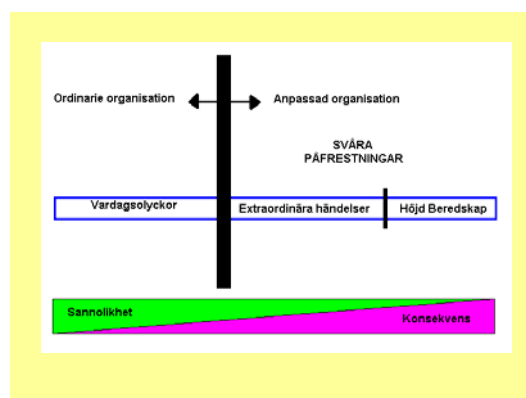 Ordinarie organisation
Anpassad organisation
SVÅRA
PÅFRESTNINGAR
Vardagsolyckor
Extraordinära händelser
Höjd Beredskap
Sannolikhet
Konsekvens